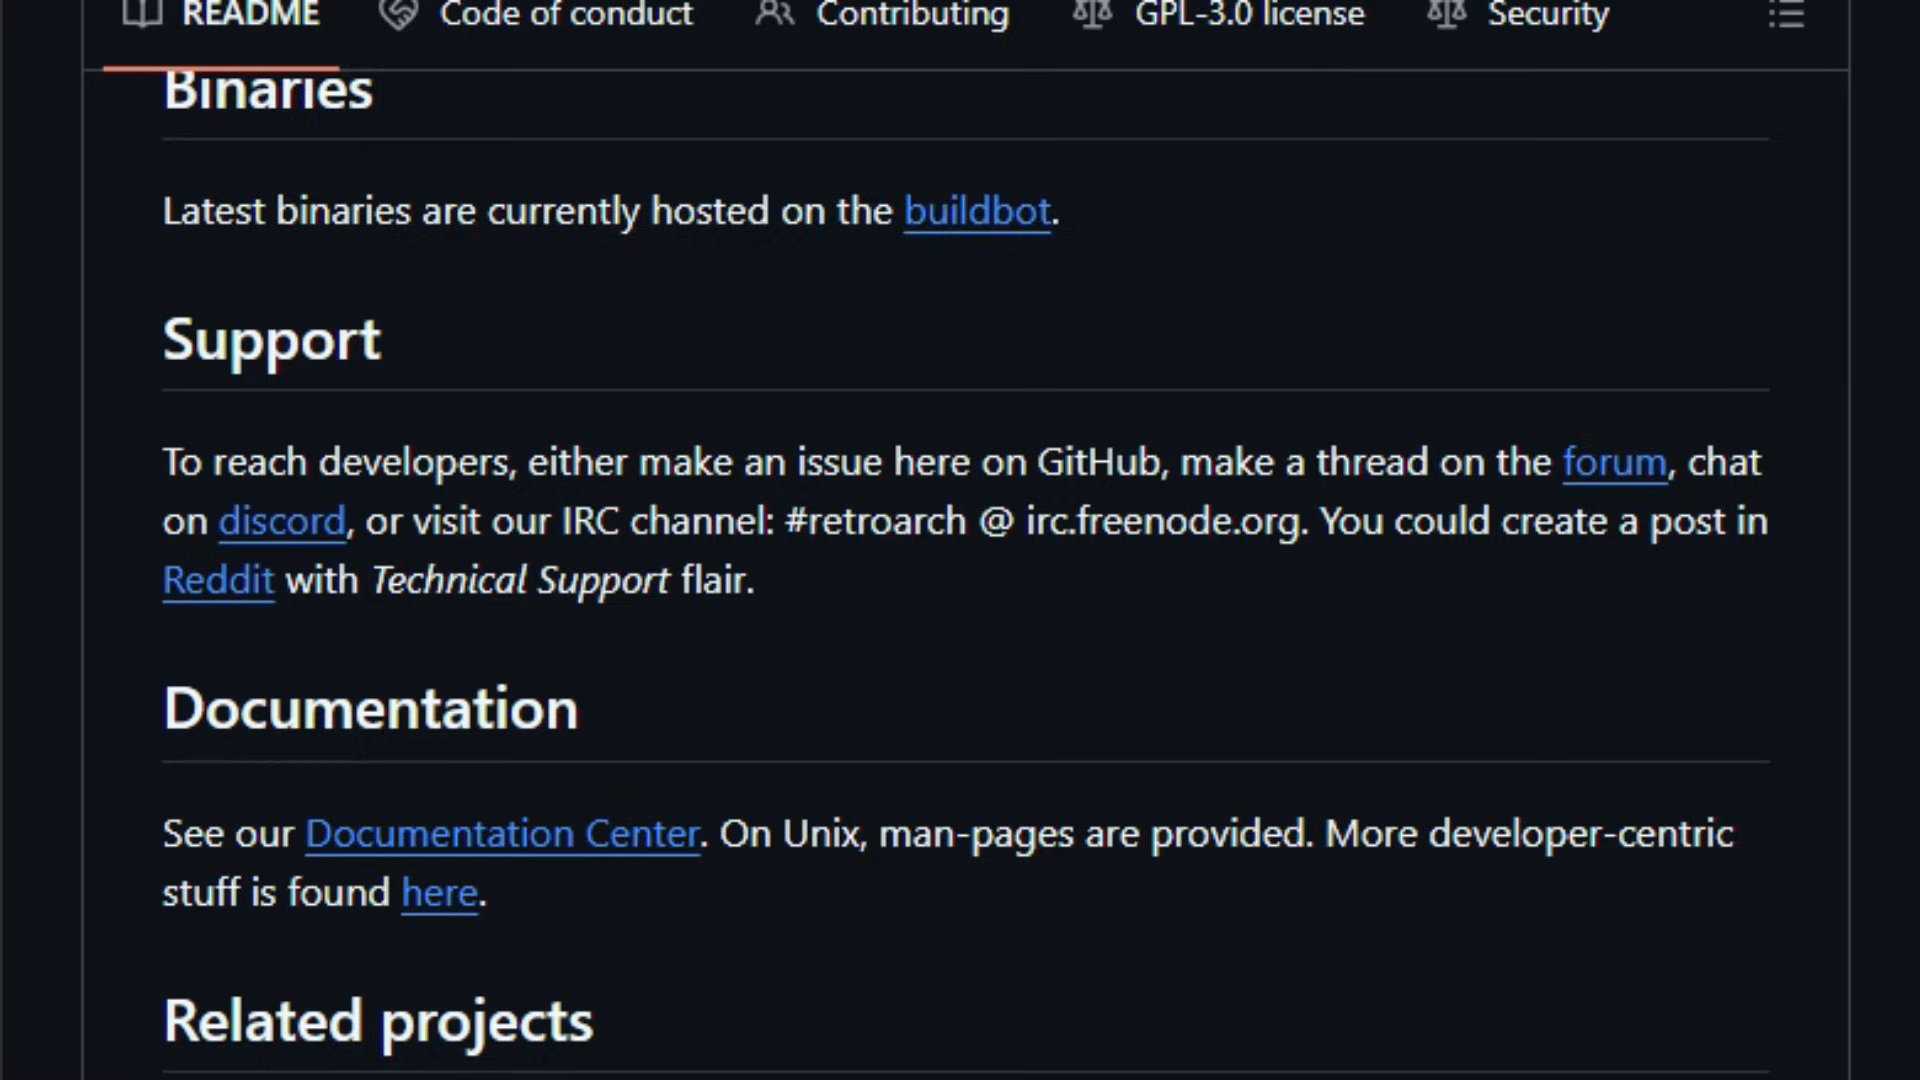 README Code of conduct Contributing GPL-3.0 license Security
Binaries
Latest binaries are currently hosted on the buildbot.
Support
To reach developers, either make an issue here on GitHub, make a thread on the forum, chat
on discord, or visit our IRC channel: #retroarch @ irc.freenode.org. You could create a post in
Reddit with Technical Support flair.
Documentation
See our Documentation Center. On Unix, man-pages are provided. More developer-centric
stuff is found here.
Related projects